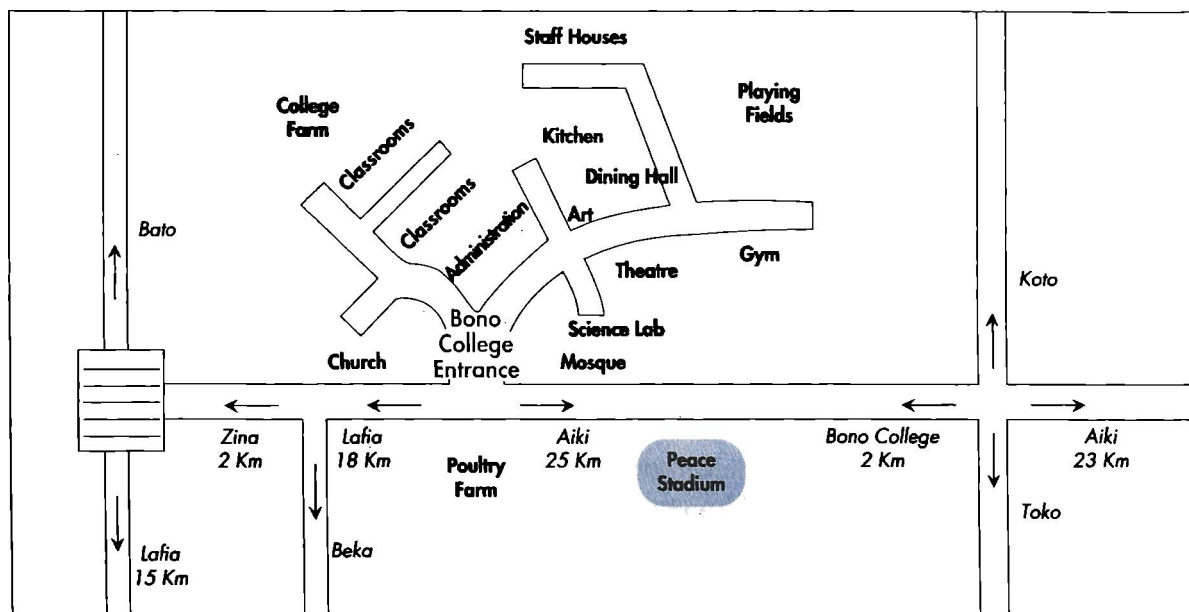 Staff Houses
College
Farm
Playing
Fields
Classrooms
Kitchen
Classrooms
Dining Hall
Administration
Art
Bato
Gym
Theatre
Koto
Bono
College
Entrance
Science Lab
Church
Mosque
Zina
2 Km
Lafia
18 Km
Aiki
25 Km
Bono College
2 Km
Aiki
23 Km
Poultry
Farm
Peace
Stadium
Toko
Beka
Lafia
15 Km